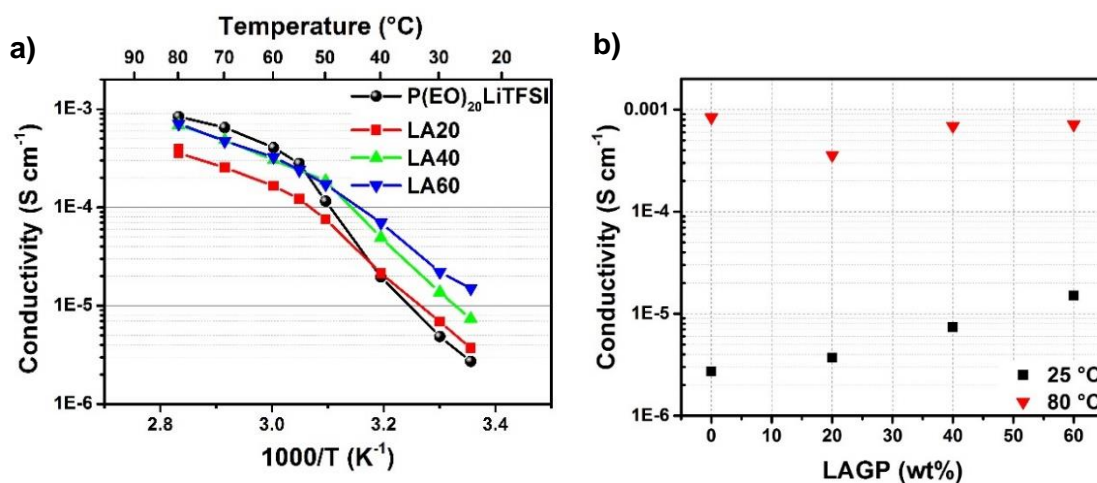 a)
Temperature (°C)
90 80 70 60 50 40 30 20
1E-3
1E-4
1E-5
1E-6
Conductivity (S cm⁻¹)
P(EO)₂₀LiTFSI
LA20
LA40
LA60
2.8 3.0 3.2 3.4
1000/T (K⁻¹)
b)
0.001
1E-4
1E-5
1E-6
Conductivity (S cm⁻¹)
25 °C
80 °C
0 10 20 30 40 50 60
LAGP (wt%)